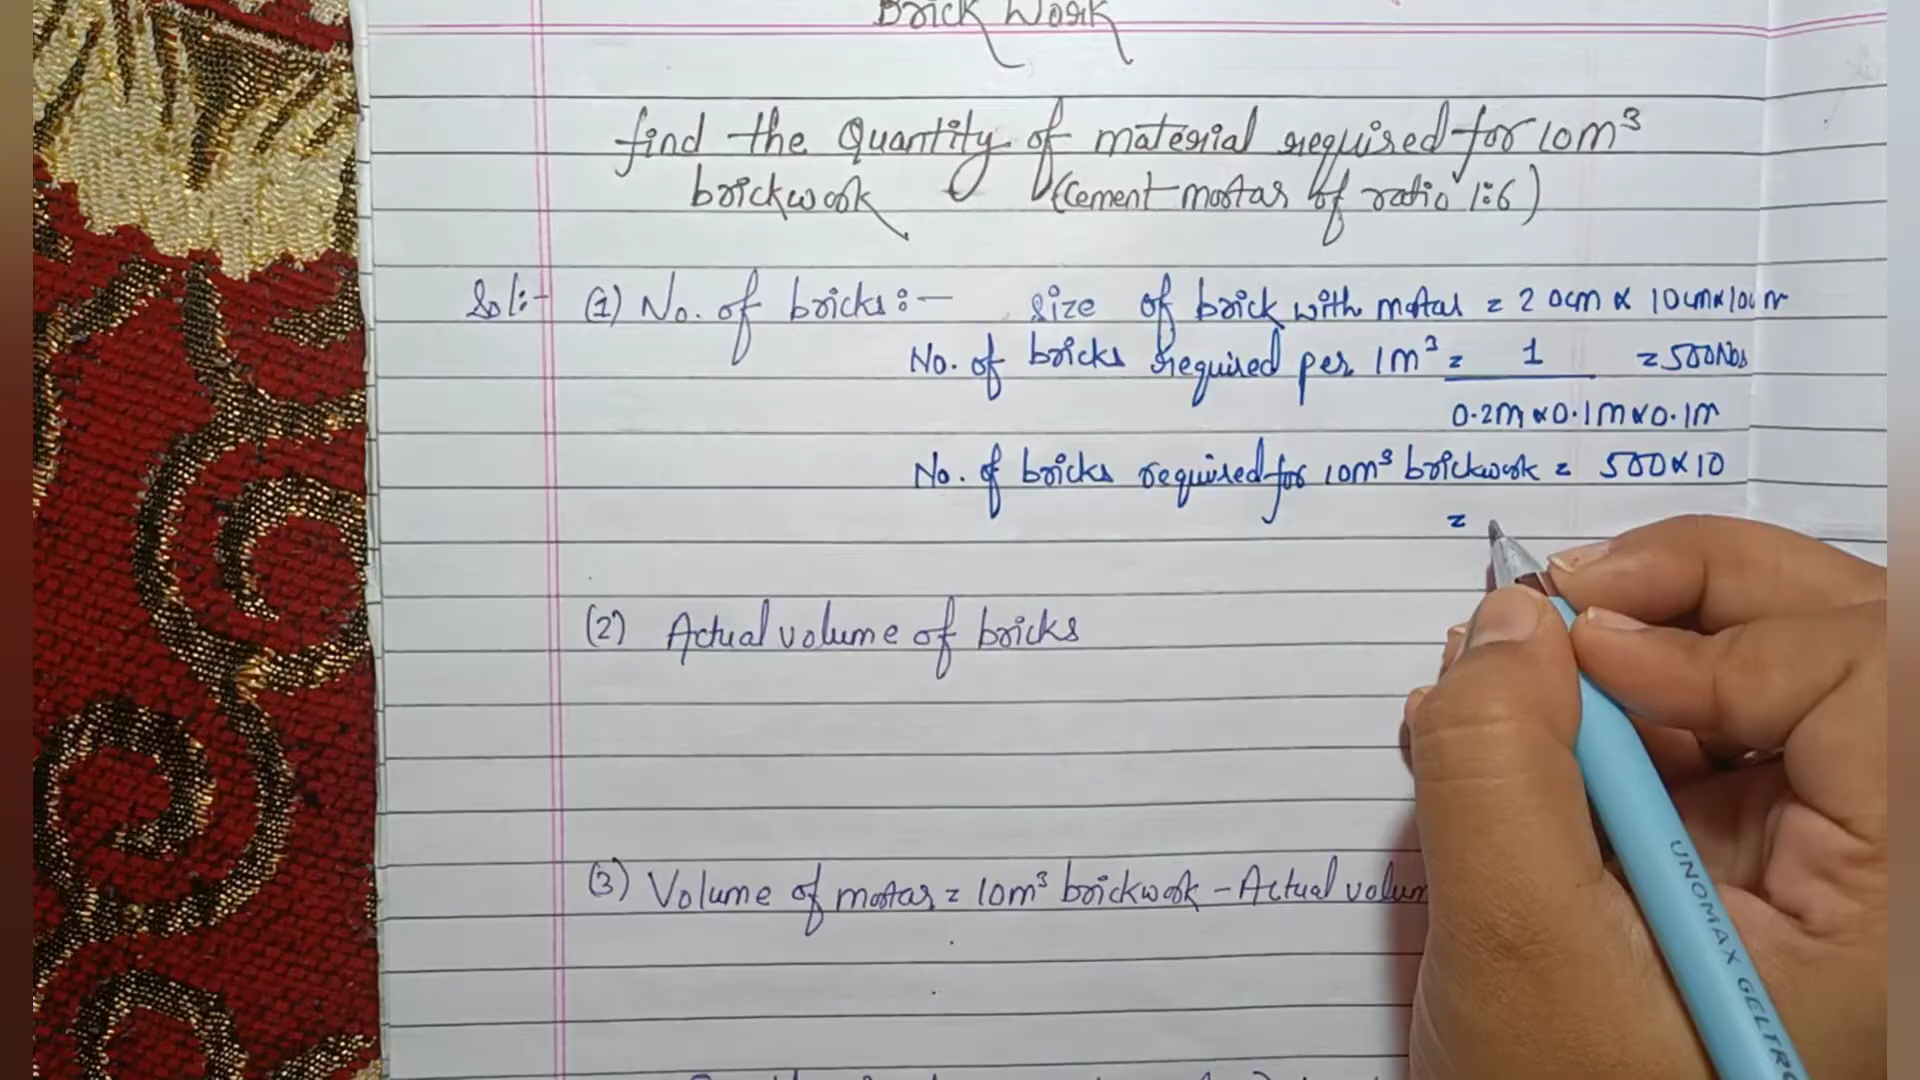 Brick Work
find the Quantity of material required for 10m³
brickwork (cement mortar of ratio 1:6)
Sol:- (1) No. of bricks:- Size of brick with motar = 20cm × 10cm×10cm
No. of bricks required per 1m³ = 1 =500Nos
0.2m×0.1m×0.1m
No. of bricks required for 10m³ brickwork = 500×10
=
(2) Actual volume of bricks
(3) Volume of mortar = 10m³ brickwork - Actual volum
UNOMAX GELTR